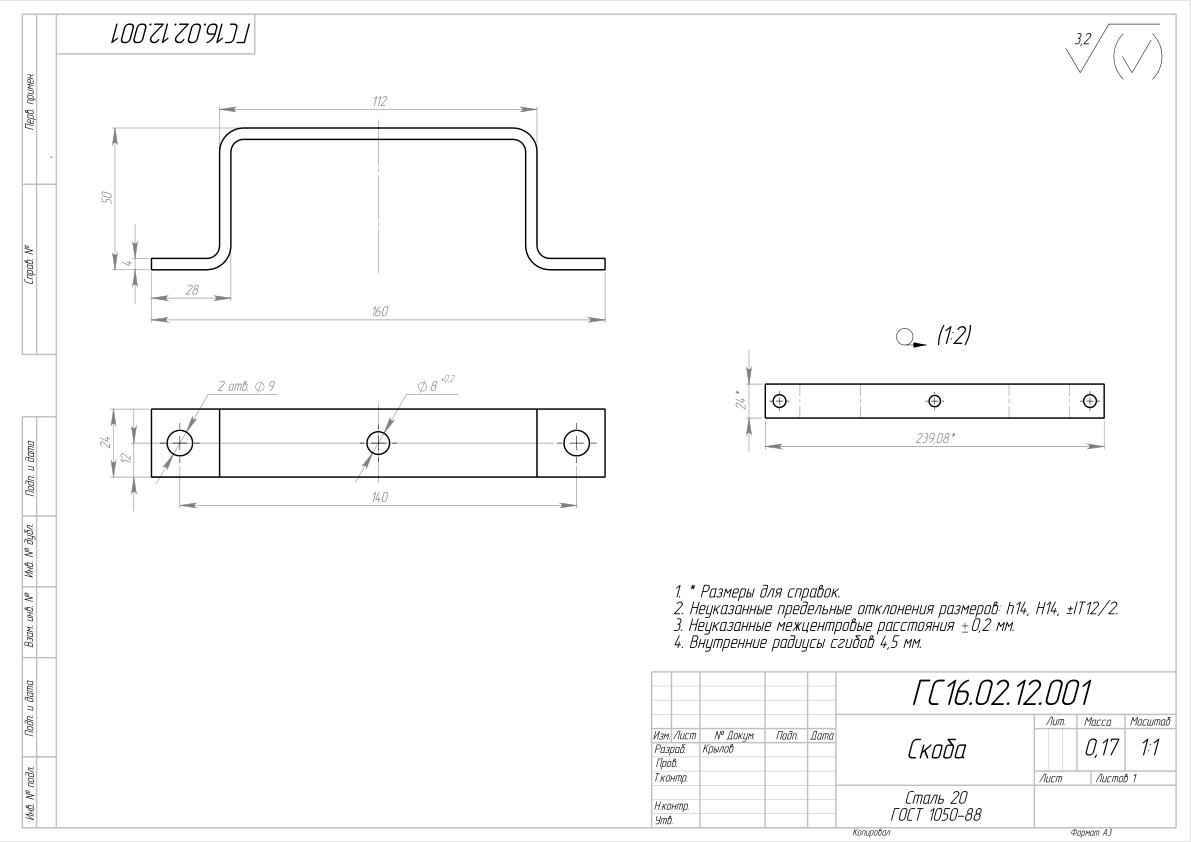 ГС16.02.12.001
3,2
Перв. примен.
Справ. №
Подп. и дата
Инв. № дубл.
Взам. инв. №
Подп. и дата
Инв. № подл.
112
50
4
28
160
2 отв. ∅9
∅8 +0,2
24
12
140
(1:2)
24*
239,08*
1. * Размеры для справок.
2. Неуказанные предельные отклонения размеров: h14, H14, ±IT12/2.
3. Неуказанные межцентровые расстояния ±0,2 мм.
4. Внутренние радиусы сгибов 4,5 мм.
ГС16.02.12.001
Изм. Лист № Докум. Подп. Дата
Разраб. Крылов
Пров.
Т.контр.
Н.контр.
Утв.
Скоба
Лит. Масса Масштаб
0,17 1:1
Лист Листов 1
Сталь 20
ГОСТ 1050-88
Копировал Формат А3